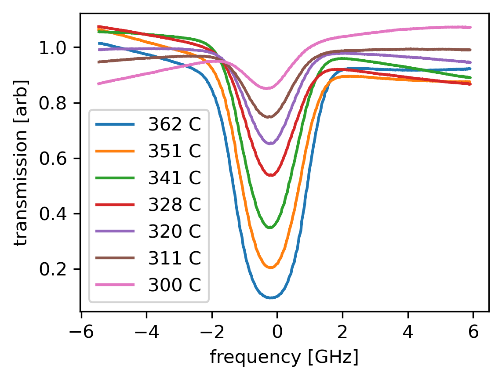 transmission [arb]
1.0
0.8
0.6
0.4
0.2
362 C
351 C
341 C
328 C
320 C
311 C
300 C
−6 −4 −2 0 2 4 6
frequency [GHz]